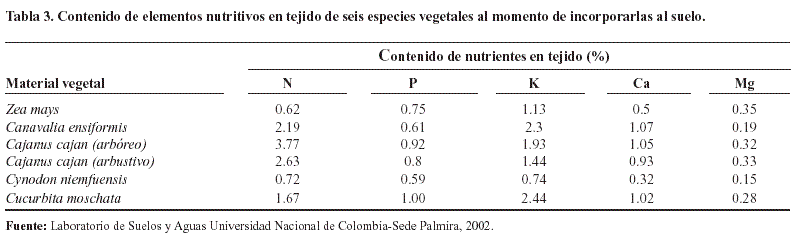 Tabla 3. Contenido de elementos nutritivos en tejido de seis especies vegetales al momento de incorporarlas al suelo.
Contenido de nutrientes en tejido (%)
Material vegetal N P K Ca Mg
Zea mays 0.62 0.75 1.13 0.5 0.35
Canavalia ensiformis 2.19 0.61 2.3 1.07 0.19
Cajanus cajan (arbóreo) 3.77 0.92 1.93 1.05 0.32
Cajanus cajan (arbustivo) 2.63 0.8 1.44 0.93 0.33
Cynodon niemfuensis 0.72 0.59 0.74 0.32 0.15
Cucurbita moschata 1.67 1.00 2.44 1.02 0.28
Fuente: Laboratorio de Suelos y Aguas Universidad Nacional de Colombia-Sede Palmira, 2002.